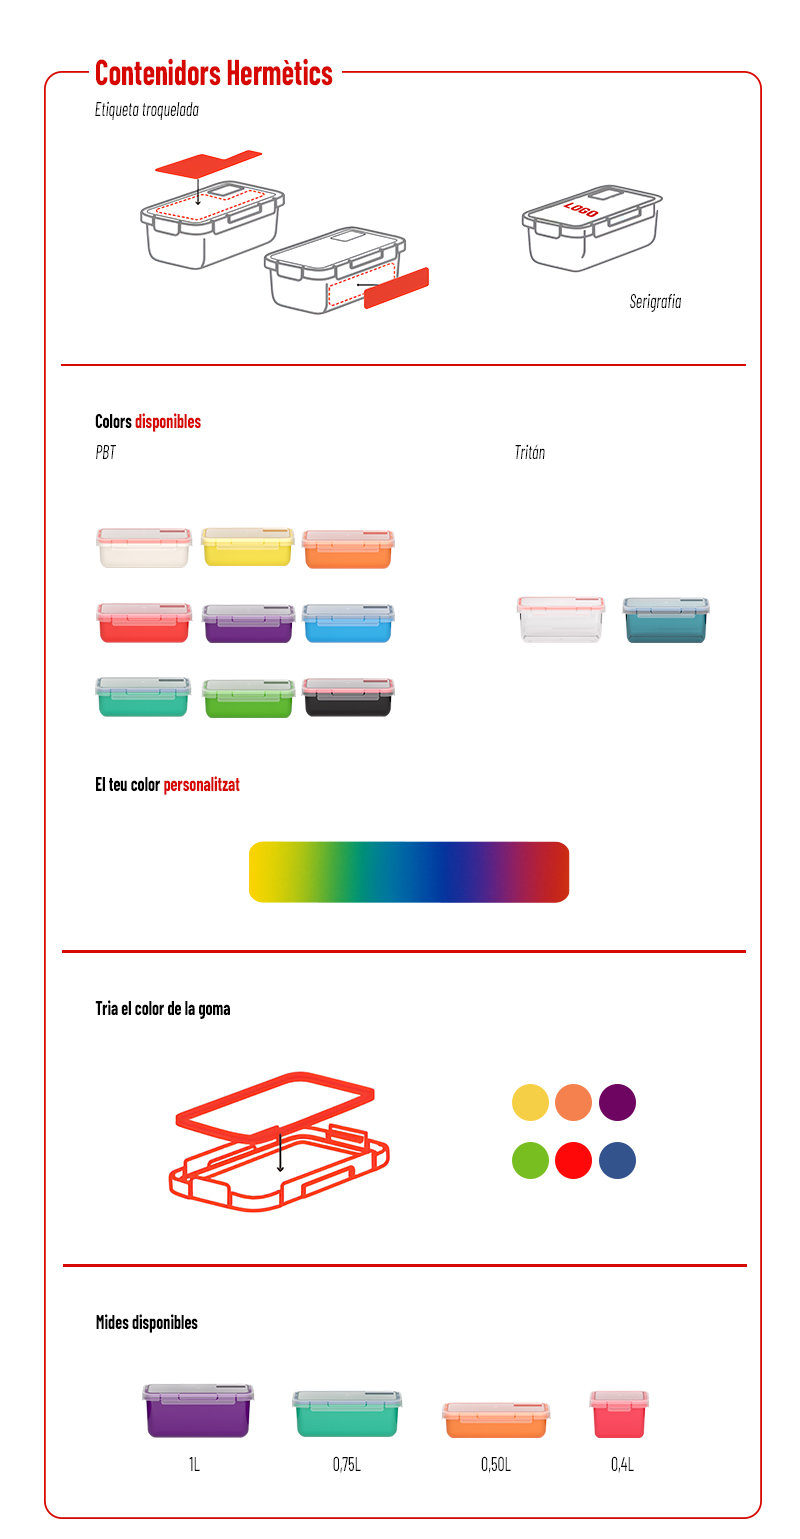 Contenidors Hermètics
Etiqueta troquelada
LOGO
Serigrafia
Colors disponibles
PBT
Tritán
El teu color personalitzat
Tria el color de la goma
Mides disponibles
1L
0,75L
0,50L
0,4L